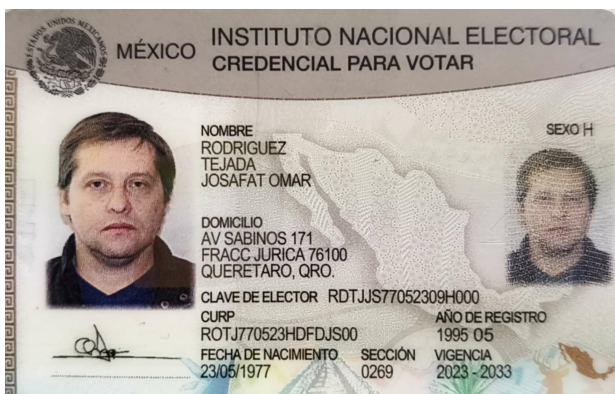 MÉXICO
INSTITUTO NACIONAL ELECTORAL
CREDENCIAL PARA VOTAR
NOMBRE
SEXO H
RODRIGUEZ
TEJADA
JOSAFAT OMAR
DOMICILIO
AV SABINOS 171
FRACC JURICA 76100
QUERETARO, QRO.
CLAVE DE ELECTOR RDTJJS77052309H000
CURP
ROTJ770523HDFDJS00
AÑO DE REGISTRO
1995 05
FECHA DE NACIMIENTO
23/05/1977
SECCIÓN
0269
VIGENCIA
2023 - 2033